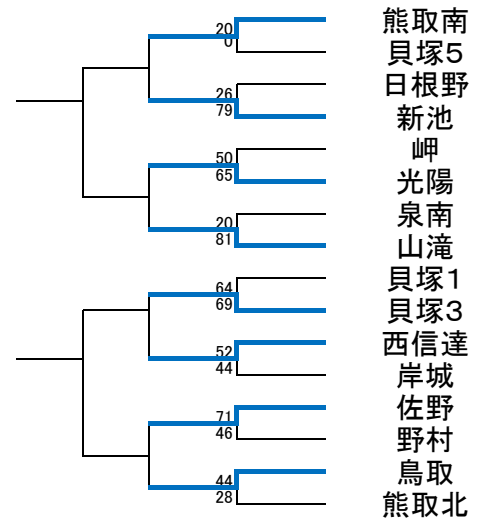 20 熊取南
0 貝塚５
26 日根野
79 新池
50 岬
65 光陽
20 泉南
81 山滝
64 貝塚１
69 貝塚３
52 西信達
44 岸城
71 佐野
46 野村
44 鳥取
28 熊取北